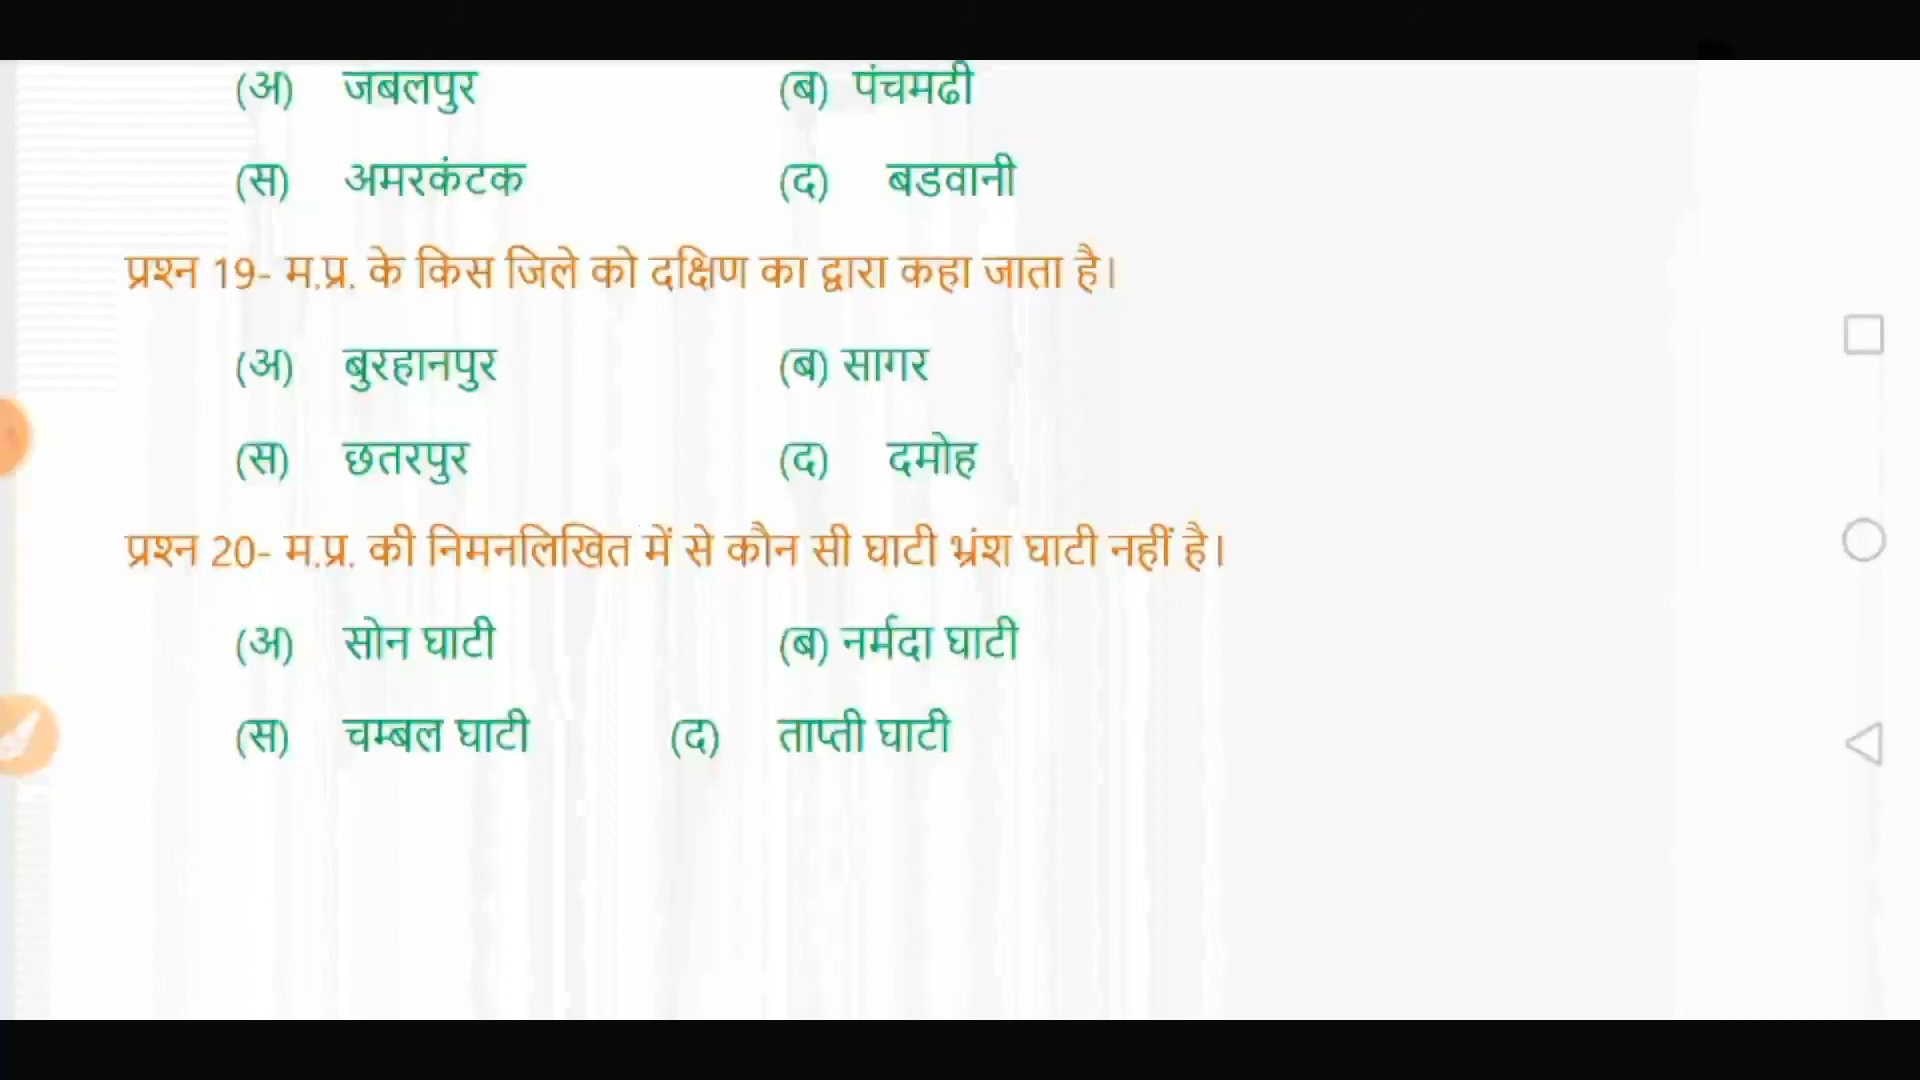 (अ) जबलपुर (ब) पंचमढी
(स) अमरकंटक (द) बडवानी
प्रश्न 19- म.प्र. के किस जिले को दक्षिण का द्वारा कहा जाता है।
(अ) बुरहानपुर (ब) सागर
(स) छतरपुर (द) दमोह
प्रश्न 20- म.प्र. की निमनलिखित में से कौन सी घाटी भ्रंश घाटी नहीं है।
(अ) सोन घाटी (ब) नर्मदा घाटी
(स) चम्बल घाटी (द) ताप्ती घाटी